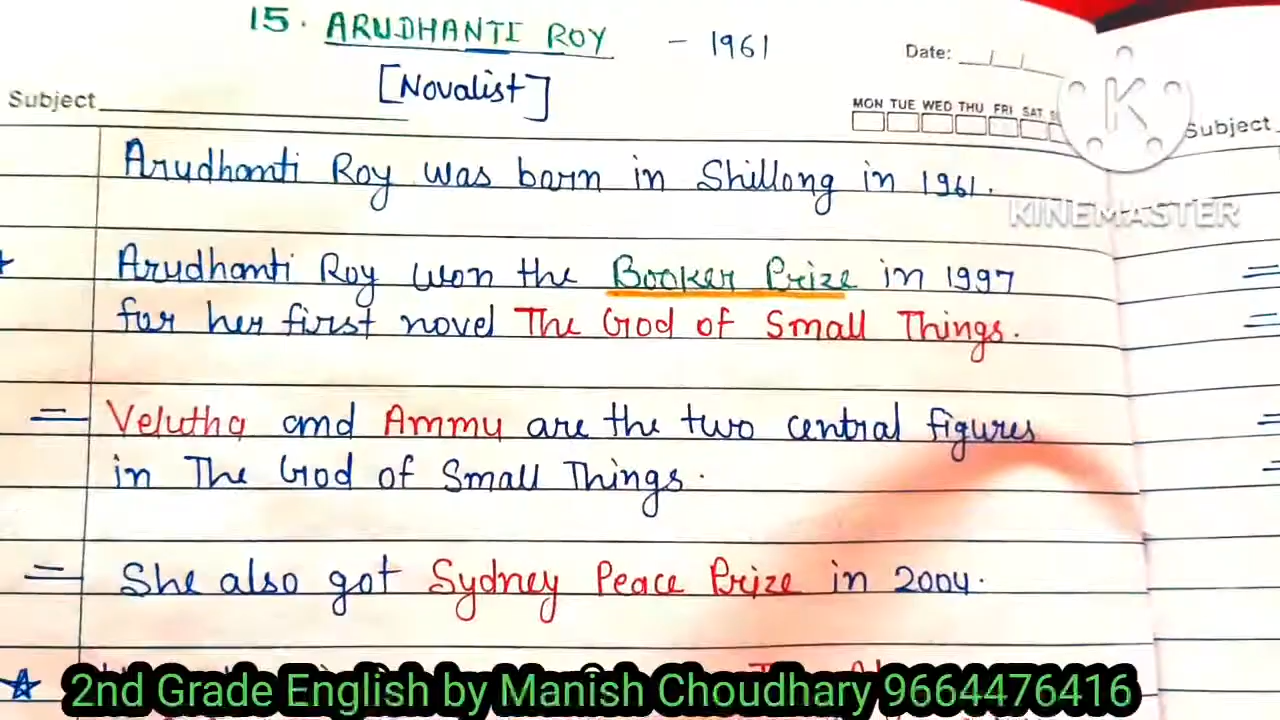 15. ARUDHANTI ROY - 1961
Date: __/__/__
[Novalist]
Subject
MON TUE WED THU FRI SAT
Subject
Arudhanti Roy was born in Shillong in 1961.
KINEMASTER
Arudhanti Roy won the Booker Prize in 1997
for her first novel The God of Small Things.
= Velutha and Ammu are the two central figures
in The God of Small Things.
= She also got Sydney Peace Prize in 2004.
2nd Grade English by Manish Choudhary 9664476416